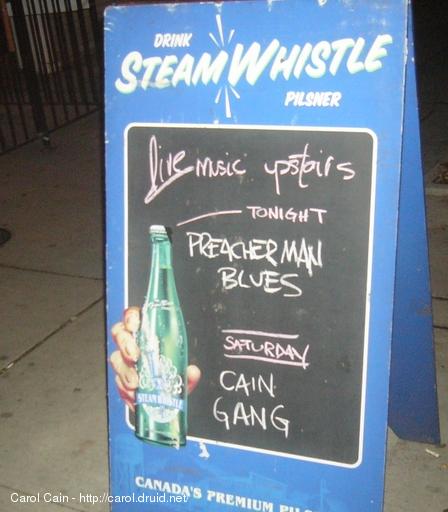 DRINK
STEAM WHISTLE
PILSNER
live music upstairs
TONIGHT
PREACHER MAN
BLUES
SATURDAY
CAIN
GANG
STEAM WHISTLE
CANADA'S PREMIUM
Carol Cain - http://carol.druid.net/